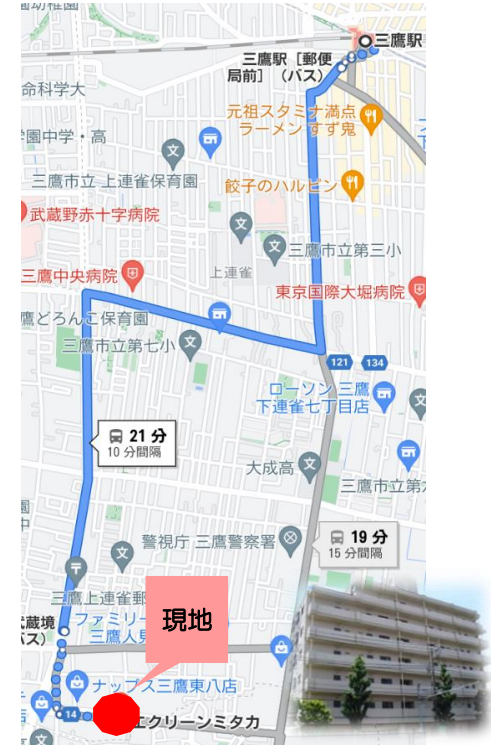 三鷹駅
三鷹駅［郵便
局前］（バス）
命科学大
元祖スタミナ満点
ラーメン すず鬼
学園中学・高
三鷹市立 上連雀保育園
餃子のハルピン
武蔵野赤十字病院
三鷹市立第三小
上連雀
三鷹中央病院
東京国際大堀病院
鷹どろんこ保育園
三鷹市立第七小
121
134
ローソン 三鷹
下連雀七丁目店
21 分
10 分間隔
大成高
三鷹市立第
19 分
15 分間隔
警視庁 三鷹警察署
三鷹上連雀郵
現地
武蔵境
バス）
ファミリー
三鷹人見
ナップス三鷹東八店
14
エクリーンミタカ